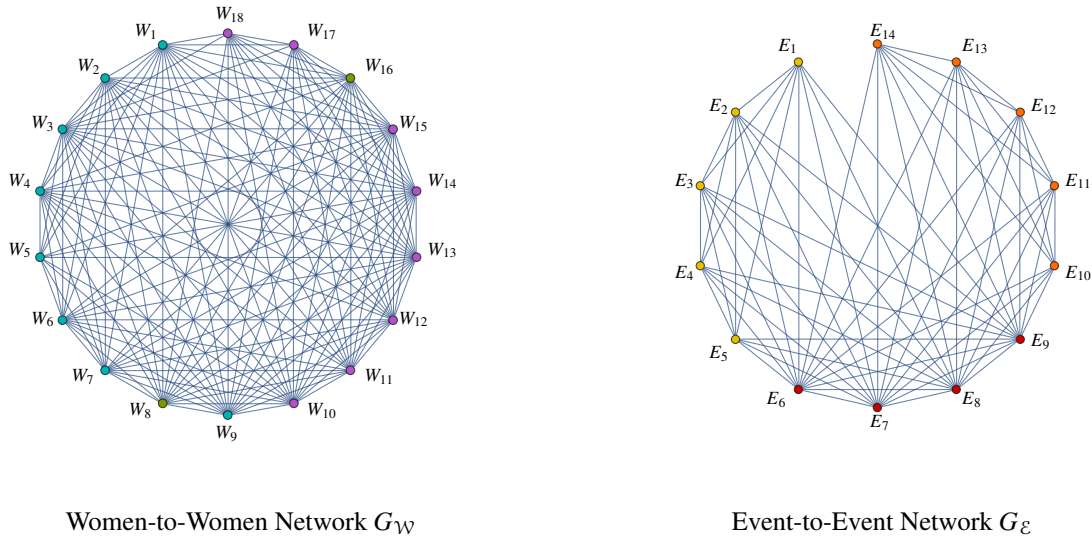 W18
W1
W17
W2
W16
W3
W15
W4
W14
W5
W13
W6
W12
W7
W11
W8
W10
W9
E14
E1
E13
E2
E12
E3
E11
E4
E10
E5
E9
E6
E8
E7
Women-to-Women Network G𝒲
Event-to-Event Network Gℰ